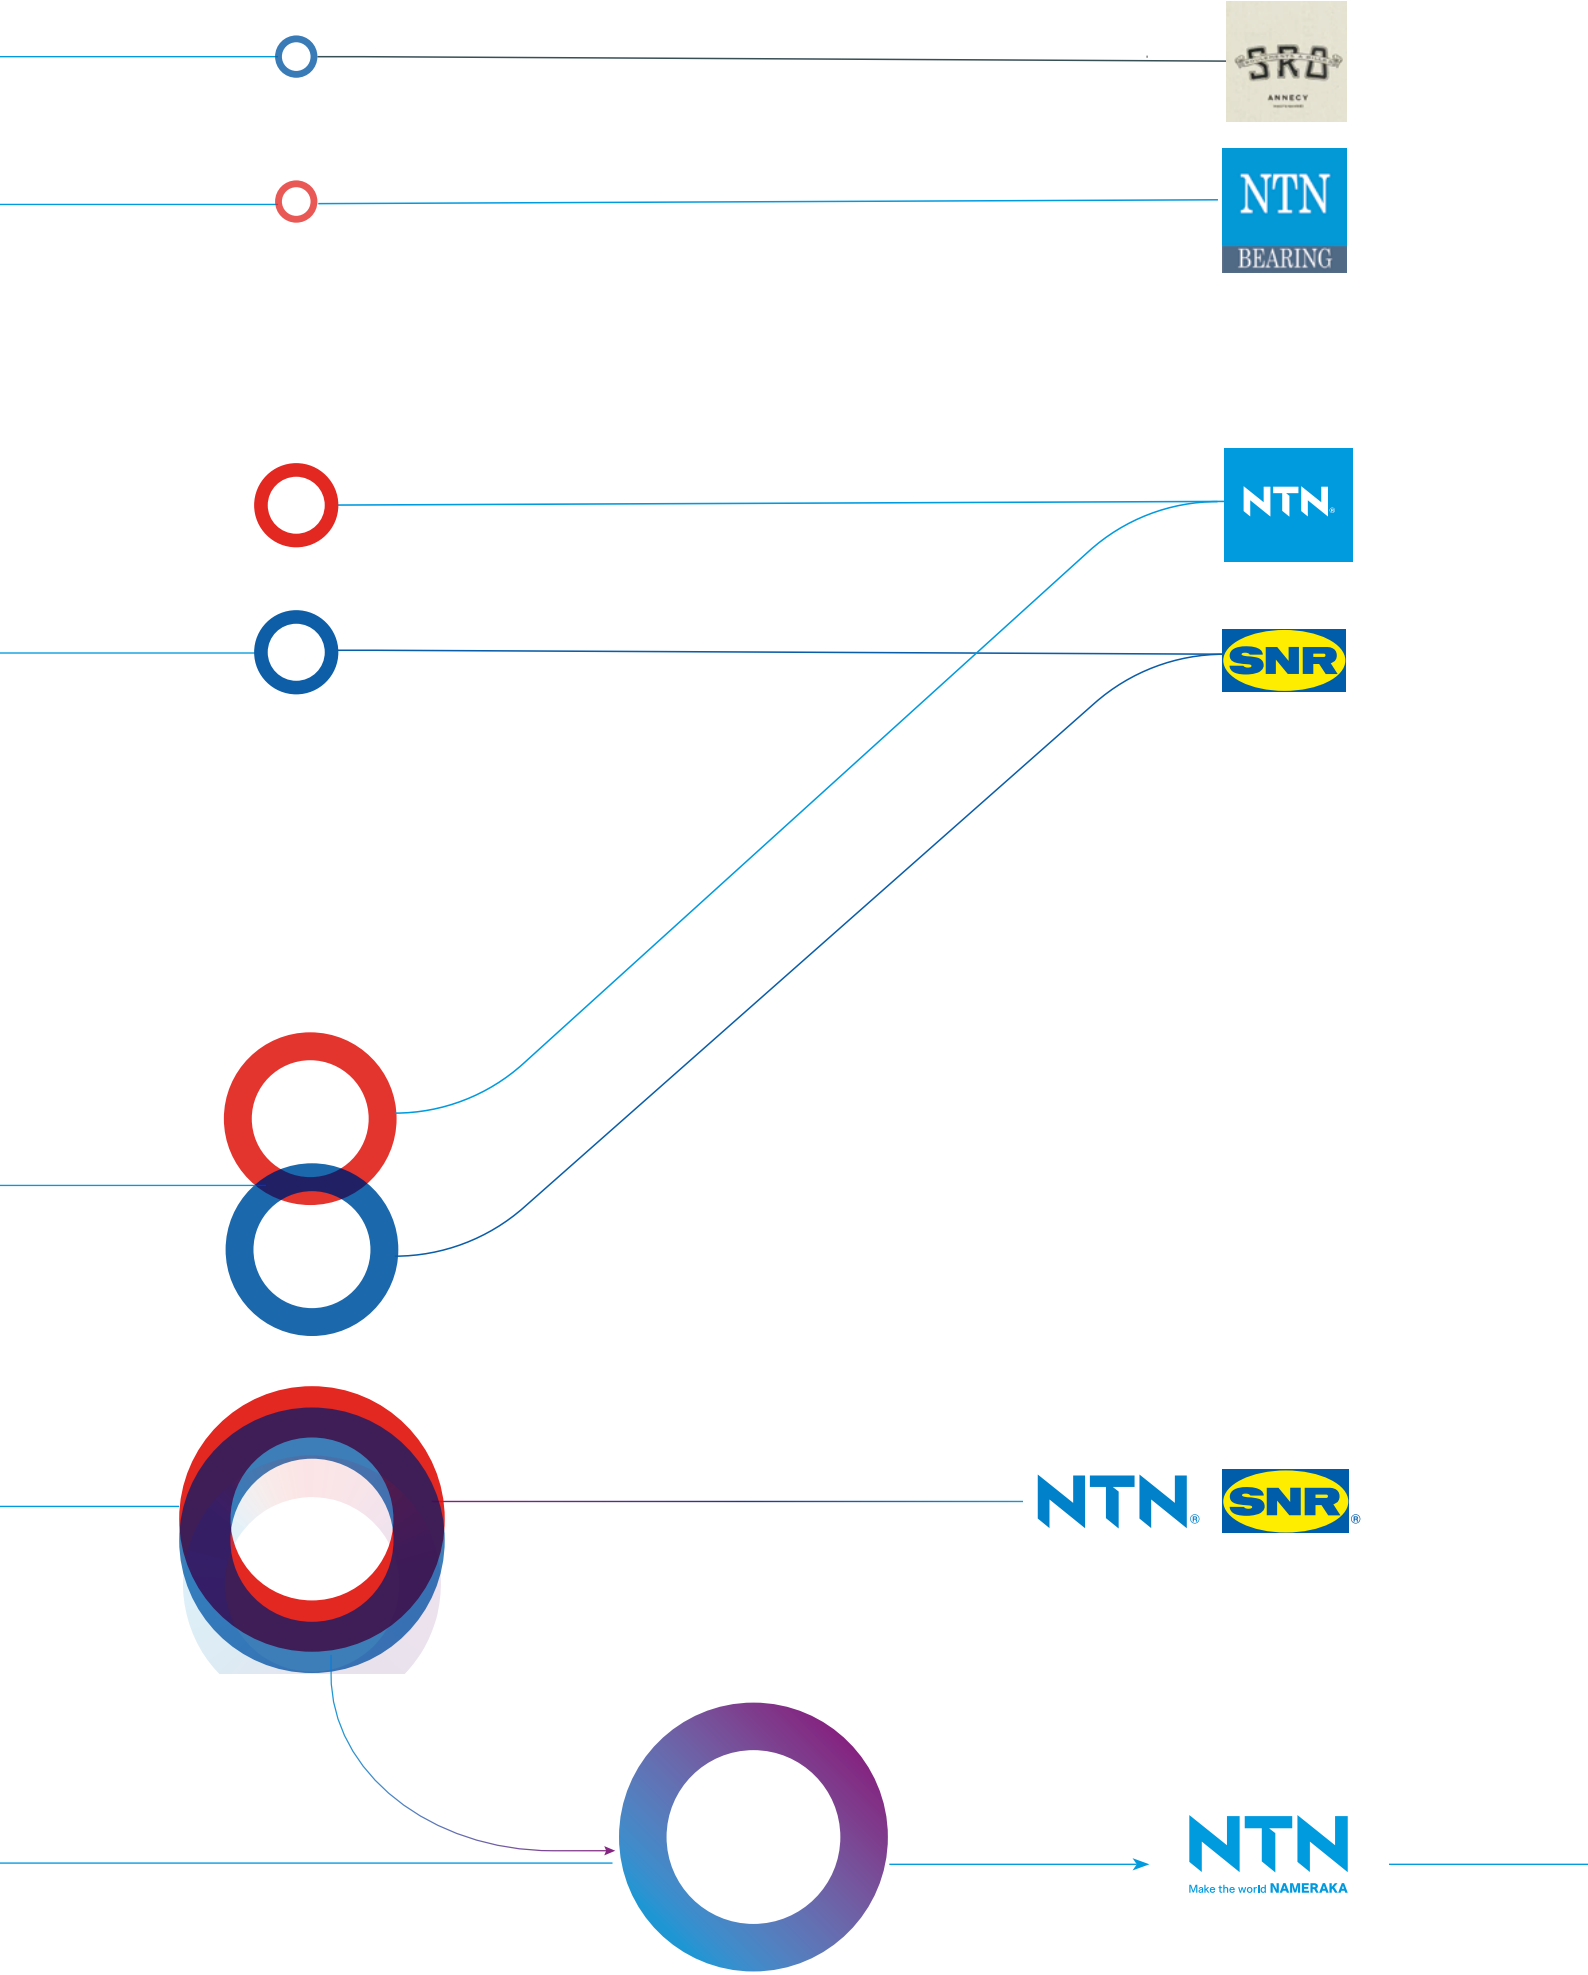 SRO
ANNECY
NTN
BEARING
NTN®
SNR
NTN® SNR®
NTN
Make the world NAMERAKA